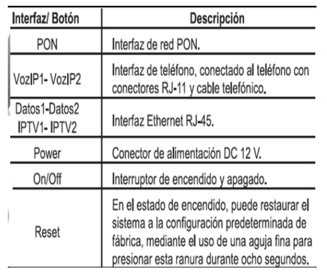 Interfaz/ Botón Descripción
PON Interfaz de red PON.
VozIP1- VozIP2 Interfaz de teléfono, conectado al teléfono con
conectores RJ-11 y cable telefónico.
Datos1-Datos2
IPTV1- IPTV2 Interfaz Ethernet RJ-45.
Power Conector de alimentación DC 12 V.
On/Off Interruptor de encendido y apagado.
Reset En el estado de encendido, puede restaurar el
sistema a la configuración predeterminada de
fábrica, mediante el uso de una aguja fina para
presionar esta ranura durante ocho segundos.